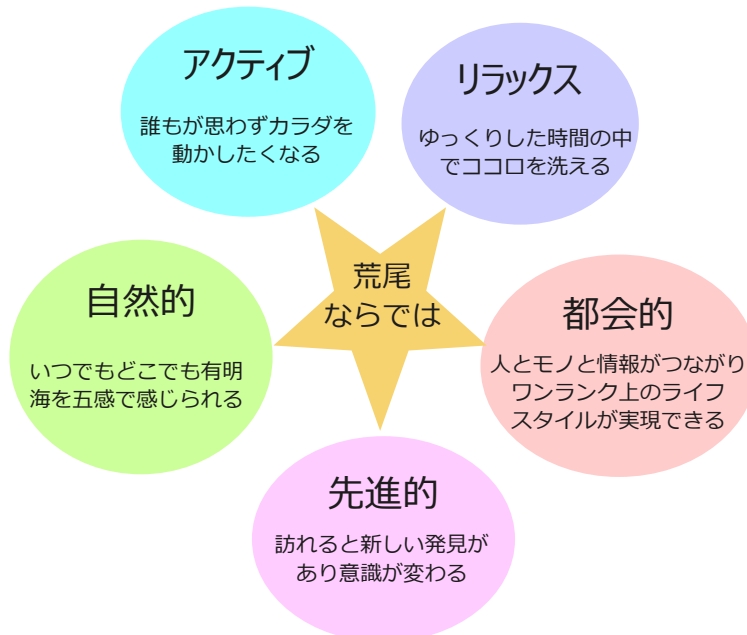 アクティブ
誰もが思わずカラダを
動かしたくなる
リラックス
ゆっくりした時間の中
でココロを洗える
荒尾
ならでは
自然的
いつでもどこでも有明
海を五感で感じられる
都会的
人とモノと情報がつながり
ワンランク上のライフ
スタイルが実現できる
先進的
訪れると新しい発見が
あり意識が変わる